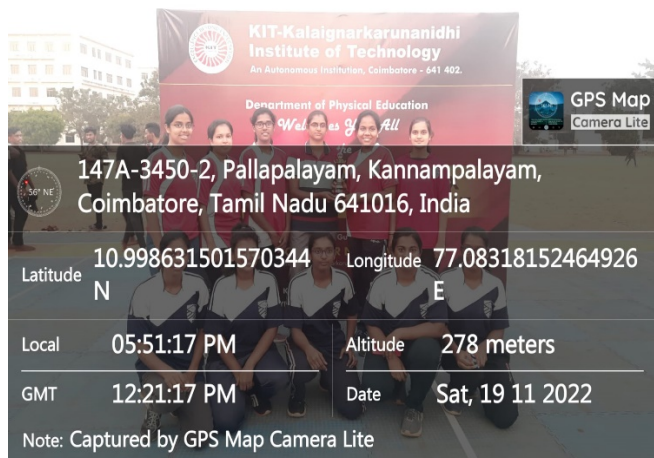 KIT-Kalaignarkarunanidhi
Institute of Technology
An Autonomous Institution, Coimbatore - 641 402.
Department of Physical Education
GPS Map
Camera Lite
56° NE
147A-3450-2, Pallapalayam, Kannampalayam,
Coimbatore, Tamil Nadu 641016, India
Latitude 10.998631501570344 N
Longitude 77.08318152464926 E
Local 05:51:17 PM
Altitude 278 meters
GMT 12:21:17 PM
Date Sat, 19 11 2022
Note: Captured by GPS Map Camera Lite